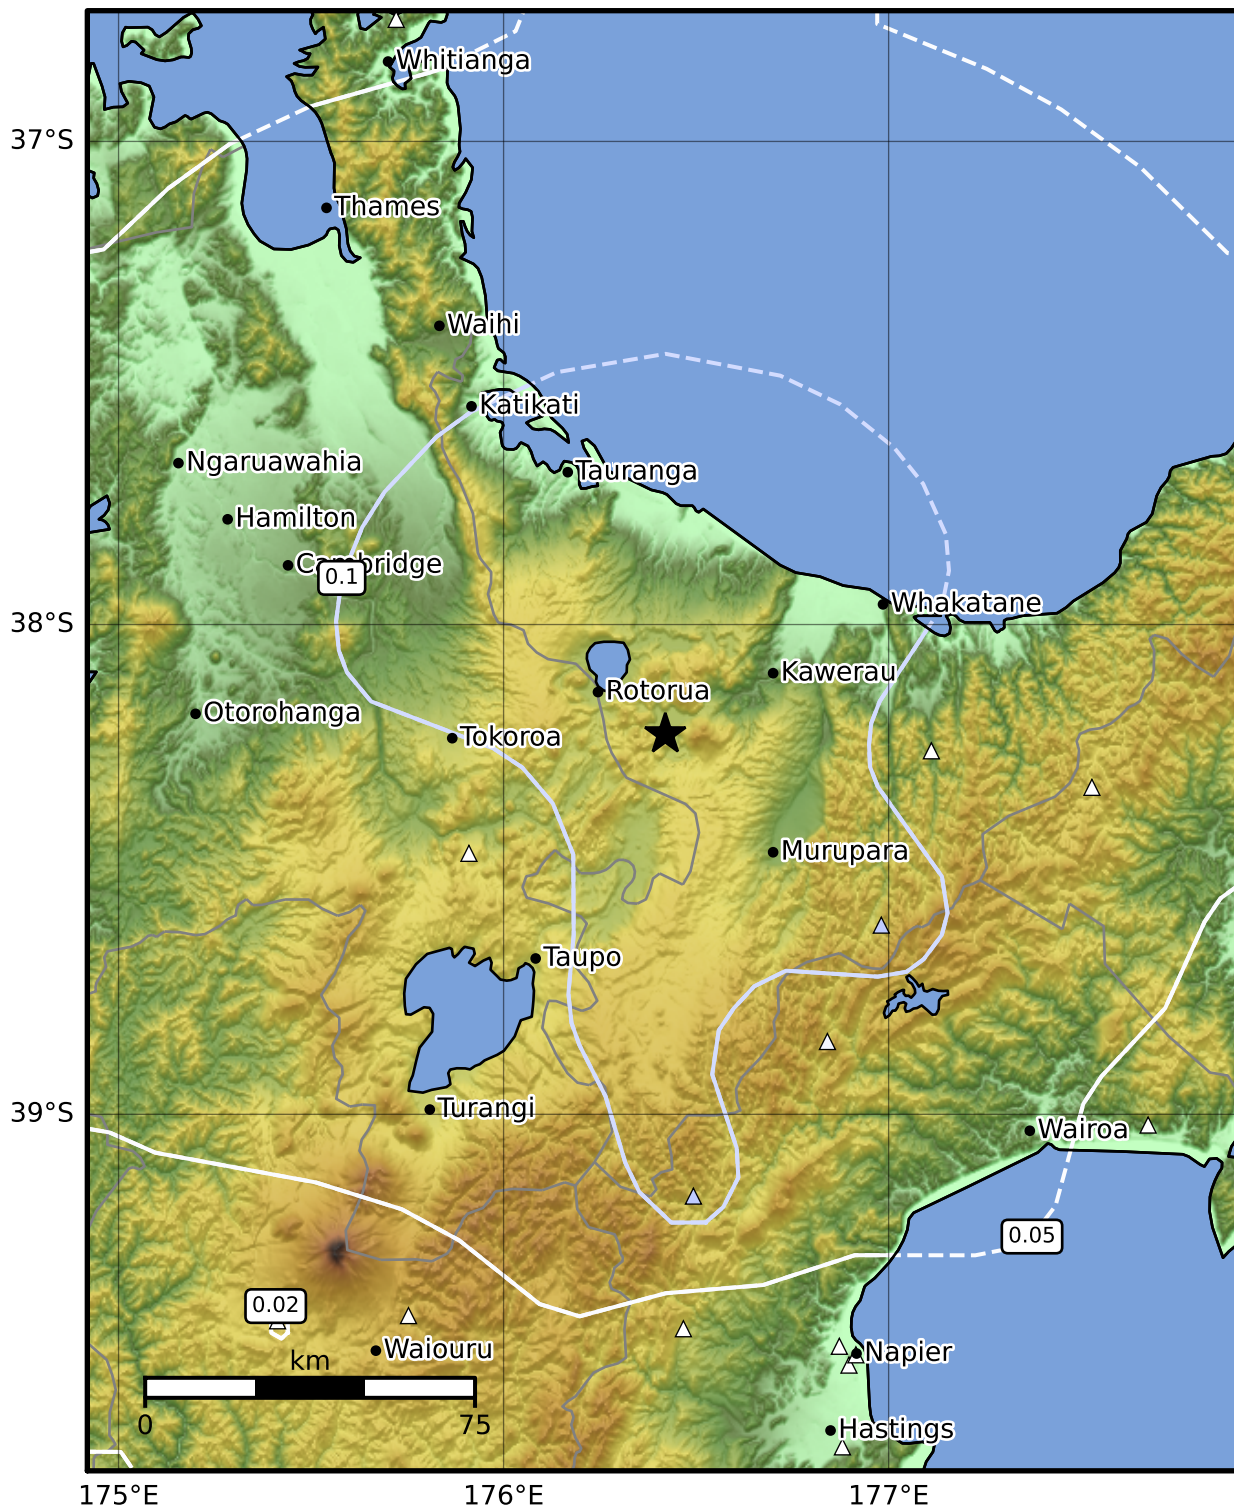 Whitianga
37°S
Thames
Waihi
Katikati
Ngaruawahia
Tauranga
Hamilton
Cambridge
0.1
Whakatane
38°S
Kawerau
Rotorua
Otorohanga
Tokoroa
Murupara
Taupo
Turangi
39°S
Wairoa
0.05
0.02
Waiouru
Napier
km
0 75
Hastings
175°E 176°E 177°E